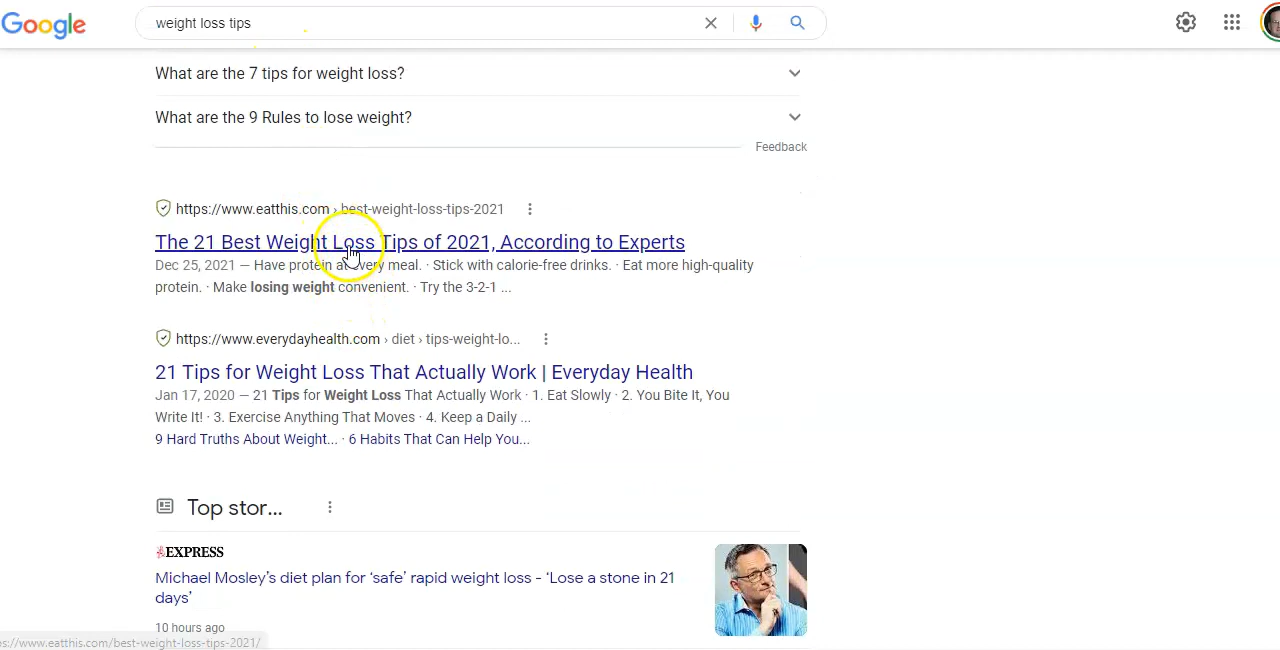 Google
weight loss tips
What are the 7 tips for weight loss?
What are the 9 Rules to lose weight?
Feedback
https://www.eatthis.com › best-weight-loss-tips-2021
The 21 Best Weight Loss Tips of 2021, According to Experts
Dec 25, 2021 — Have protein at every meal. · Stick with calorie-free drinks. · Eat more high-quality
protein. · Make losing weight convenient. · Try the 3-2-1 ...
https://www.everydayhealth.com › diet › tips-weight-lo...
21 Tips for Weight Loss That Actually Work | Everyday Health
Jan 17, 2020 — 21 Tips for Weight Loss That Actually Work · 1. Eat Slowly · 2. You Bite It, You
Write It! · 3. Exercise Anything That Moves · 4. Keep a Daily ...
9 Hard Truths About Weight... · 6 Habits That Can Help You...
Top stor...
EXPRESS
Michael Mosley’s diet plan for ‘safe’ rapid weight loss - ‘Lose a stone in 21
days’
10 hours ago
ps://www.eatthis.com/best-weight-loss-tips-2021/